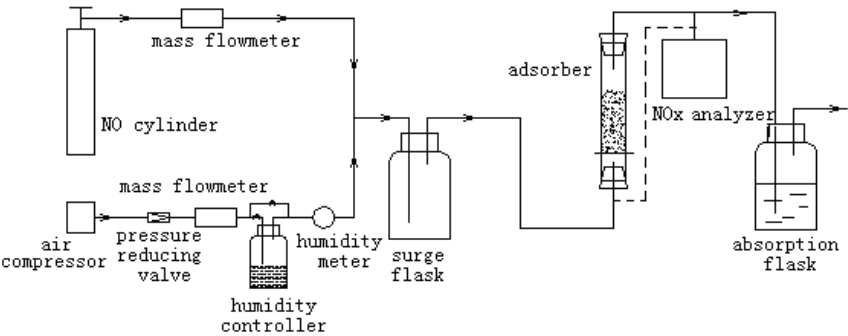 mass flowmeter
adsorber
NO cylinder
NOx analyzer
mass flowmeter
air
compressor
pressure
reducing
valve
humidity
meter
surge
flask
absorption
flask
humidity
controller